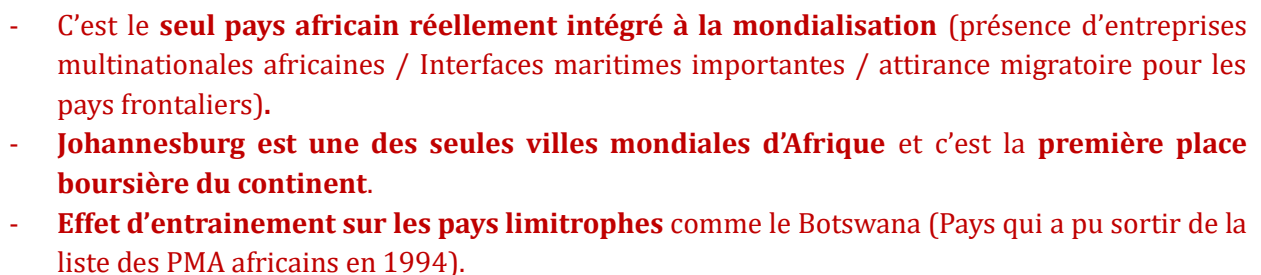 - C’est le seul pays africain réellement intégré à la mondialisation (présence d’entreprises
multinationales africaines / Interfaces maritimes importantes / attirance migratoire pour les
pays frontaliers).
- Johannesburg est une des seules villes mondiales d’Afrique et c’est la première place
boursière du continent.
- Effet d’entrainement sur les pays limitrophes comme le Botswana (Pays qui a pu sortir de la
liste des PMA africains en 1994).